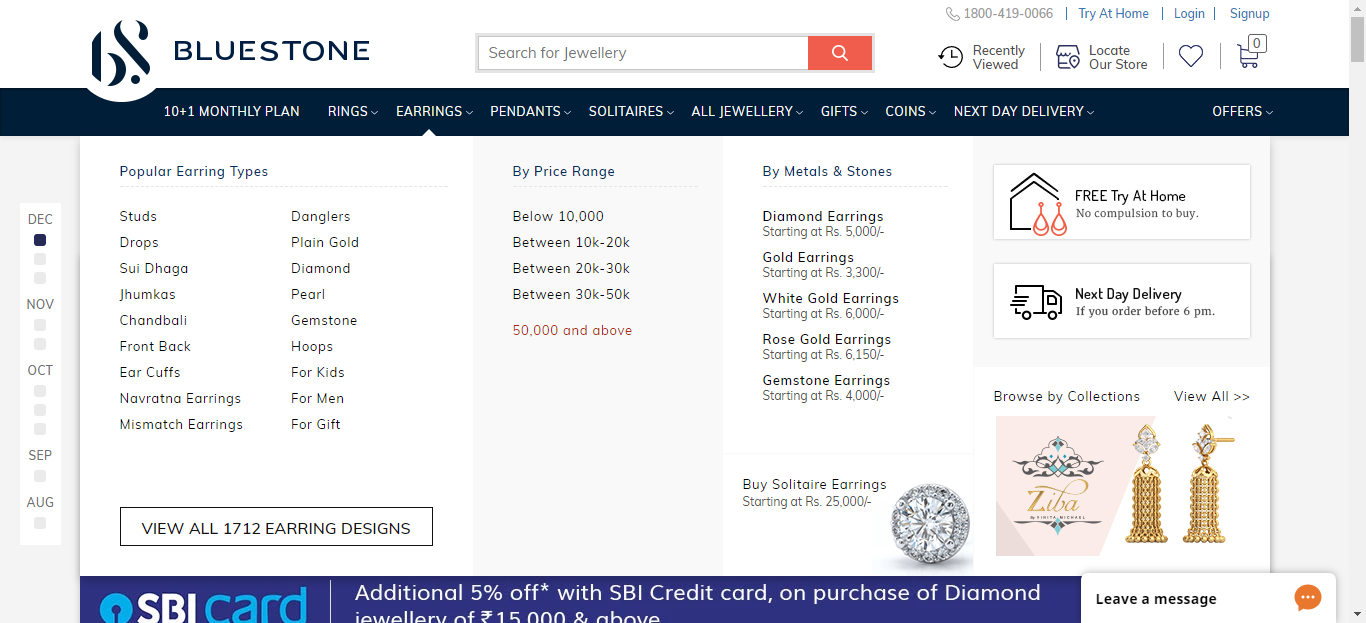 1800-419-0066 | Try At Home | Login | Signup
BLUESTONE
Search for Jewellery
Recently
Viewed
Locate
Our Store
0
10+1 MONTHLY PLAN RINGS EARRINGS PENDANTS SOLITAIRES ALL JEWELLERY GIFTS COINS NEXT DAY DELIVERY OFFERS
DEC
NOV
OCT
SEP
AUG
Popular Earring Types
Studs
Drops
Sui Dhaga
Jhumkas
Chandbali
Front Back
Ear Cuffs
Navratna Earrings
Mismatch Earrings
Danglers
Plain Gold
Diamond
Pearl
Gemstone
Hoops
For Kids
For Men
For Gift
VIEW ALL 1712 EARRING DESIGNS
By Price Range
Below 10,000
Between 10k-20k
Between 20k-30k
Between 30k-50k
50,000 and above
By Metals & Stones
Diamond Earrings
Starting at Rs. 5,000/-
Gold Earrings
Starting at Rs. 3,300/-
White Gold Earrings
Starting at Rs. 6,000/-
Rose Gold Earrings
Starting at Rs. 6,150/-
Gemstone Earrings
Starting at Rs. 4,000/-
Buy Solitaire Earrings
Starting at Rs. 25,000/-
FREE Try At Home
No compulsion to buy.
Next Day Delivery
If you order before 6 pm.
Browse by Collections View All >>
Ziba
By VINITA MICHAEL
SBI card
Additional 5% off* with SBI Credit card, on purchase of Diamond
jewellery of ₹15,000 & above
Leave a message